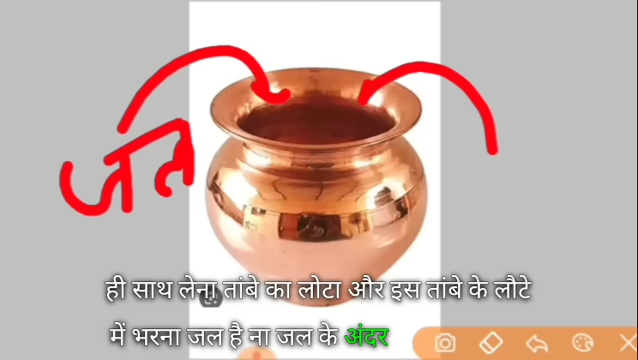 जल
ही साथ लेना तांबे का लोटा और इस तांबे के लौटे
में भरना जल है ना जल के अंदर